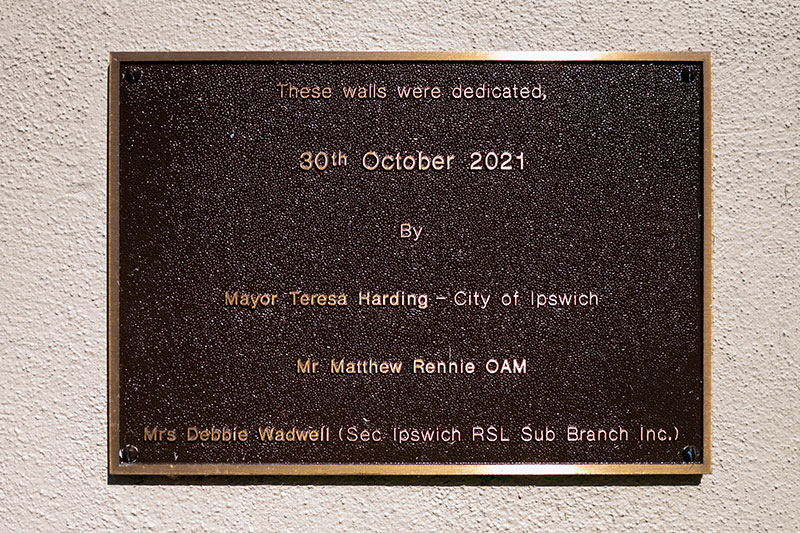 These walls were dedicated,
30th October 2021
By
Mayor Teresa Harding – City of Ipswich
Mr Matthew Rennie OAM
Mrs Debbie Wadwell (Sec Ipswich RSL Sub Branch Inc.)